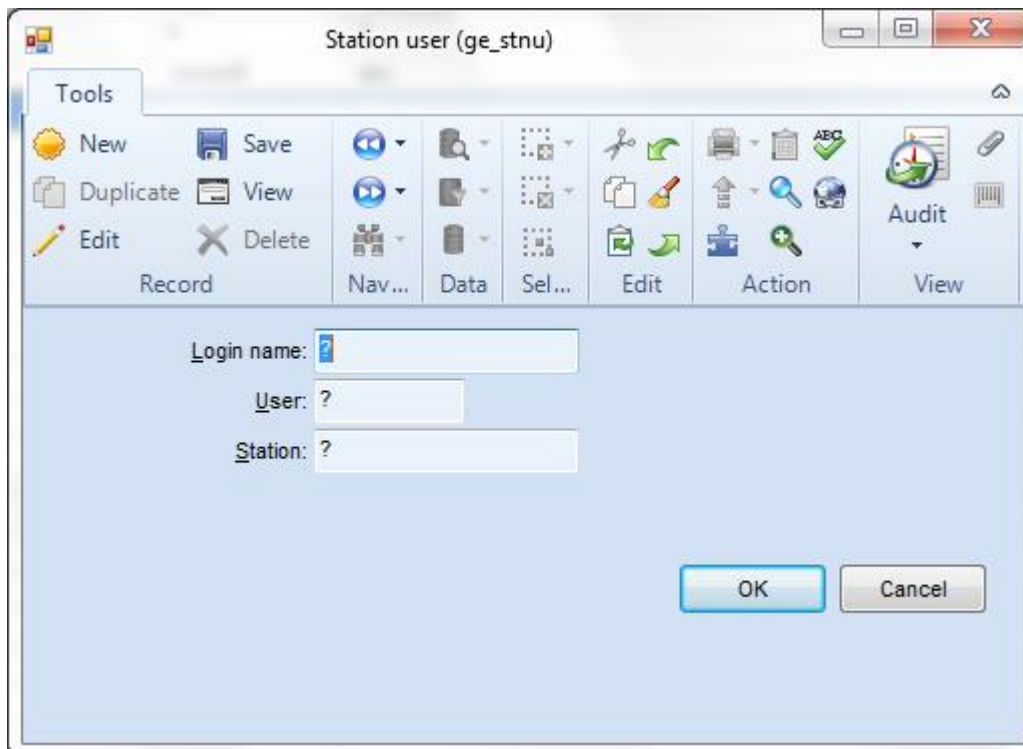 Station user (ge_stnu)
Tools
New Save
Duplicate View
Edit Delete
ABC
Audit
Record Nav... Data Sel... Edit Action View
Login name: ?
User: ?
Station: ?
OK Cancel